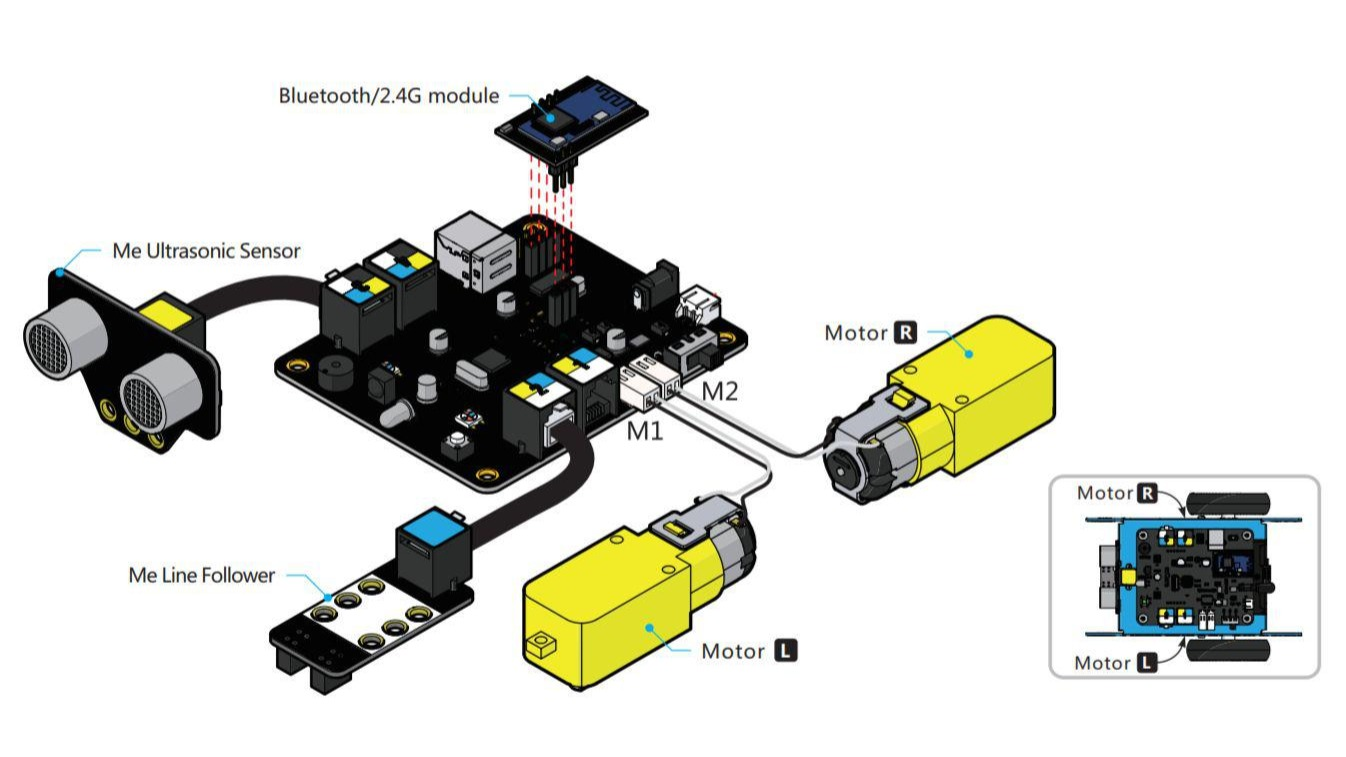 Bluetooth/2.4G module
Me Ultrasonic Sensor
Motor R
M2
M1
Motor R
Me Line Follower
Motor L
Motor L